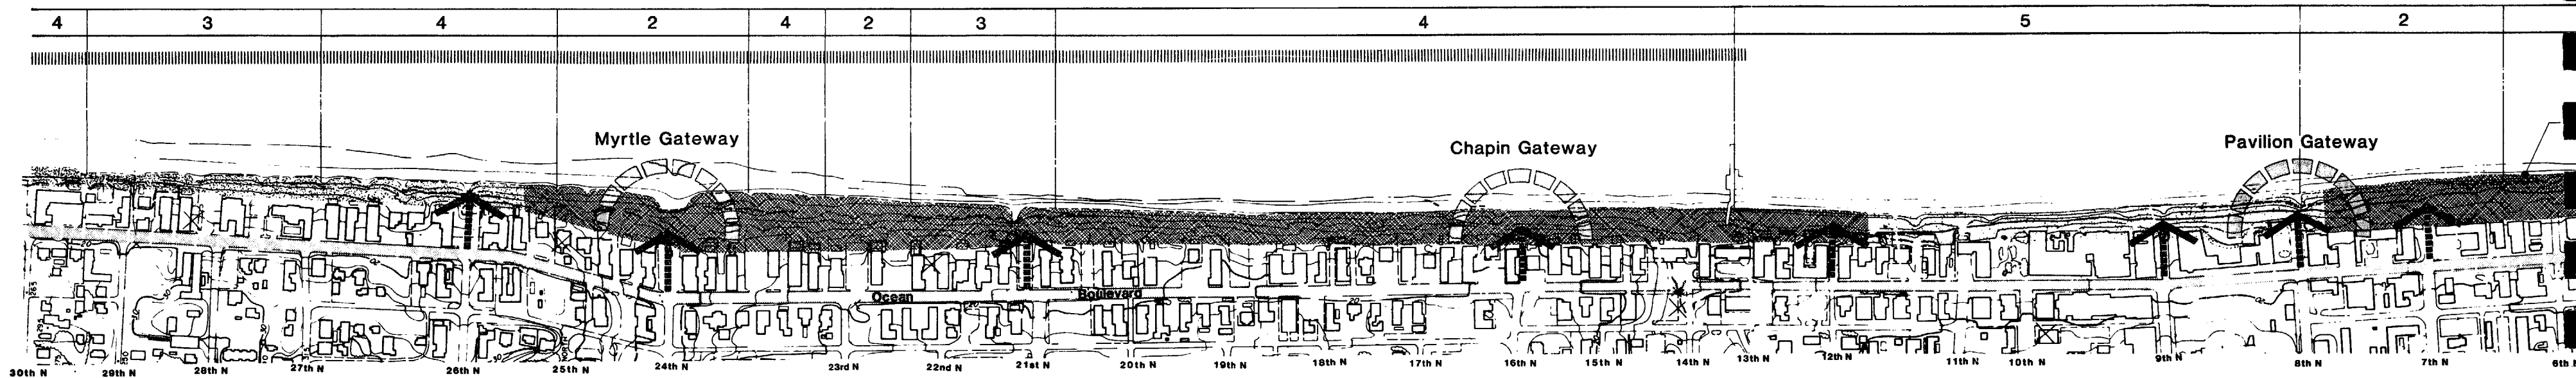 4 3 4 2 4 2 3 4 5 2
Myrtle Gateway
Chapin Gateway
Pavilion Gateway
Ocean Boulevard
30th N 29th N 28th N 27th N 26th N 25th N 24th N 23rd N 22nd N 21st N 20th N 19th N 18th N 17th N 16th N 15th N 14th N 13th N 12th N 11th N 10th N 9th N 8th N 7th N 6th N